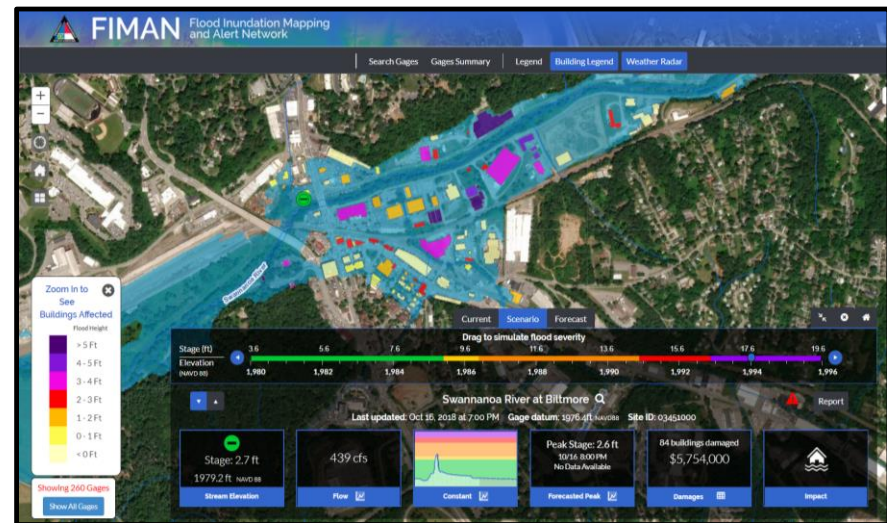 FIMAN Flood Inundation Mapping
and Alert Network
Search Gages Gages Summary Legend Building Legend Weather Radar
+
−
Swannanoa River
Zoom In to
See
Buildings Affected
Flood Height
> 5 Ft
4 - 5 Ft
3 - 4 Ft
2 - 3 Ft
1 - 2 Ft
0 - 1 Ft
< 0 Ft
Showing 260 Gages
Show All Gages
Current Scenario Forecast
Drag to simulate flood severity
Stage (ft) 3.6 5.6 7.6 9.6 11.6 13.6 15.6 17.6 19.6
Elevation
(NAVD 88) 1,980 1,982 1,984 1,986 1,988 1,990 1,992 1,994 1,996
Swannanoa River at Biltmore
Report
Last updated: Oct 16, 2018 at 7:00 PM Gage datum: 1976.4ft NAVD88 Site ID: 03451000
Stage: 2.7 ft
1979.2 ft NAVD 88
Stream Elevation
439 cfs
Flow
Constant
Peak Stage: 2.6 ft
10/16 8:00PM
No Data Available
Forecasted Peak
84 buildings damaged
$5,754,000
Damages
Impact